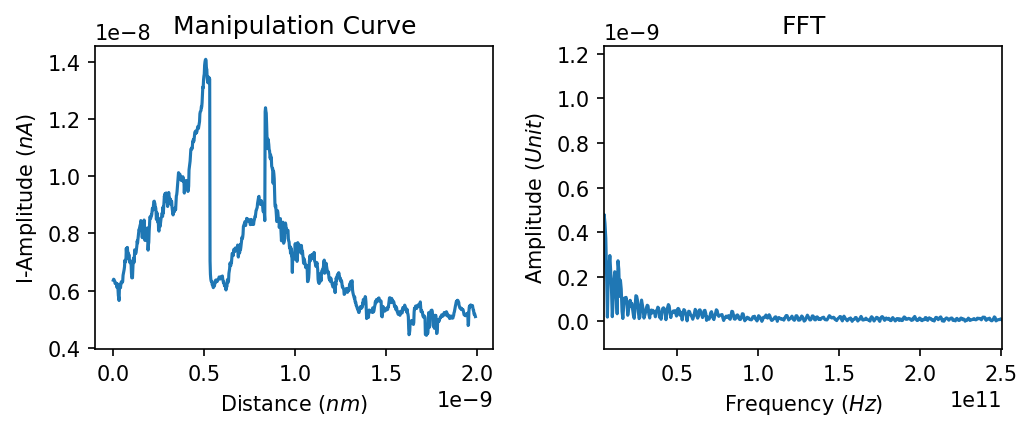 Manipulation Curve
1e−8
1.4
1.2
1.0
0.8
0.6
0.4
I-Amplitude (nA)
0.0 0.5 1.0 1.5 2.0
Distance (nm) 1e−9
FFT
1e−9
1.2
1.0
0.8
0.6
0.4
0.2
0.0
Amplitude (Unit)
0.5 1.0 1.5 2.0 2.5
Frequency (Hz) 1e11